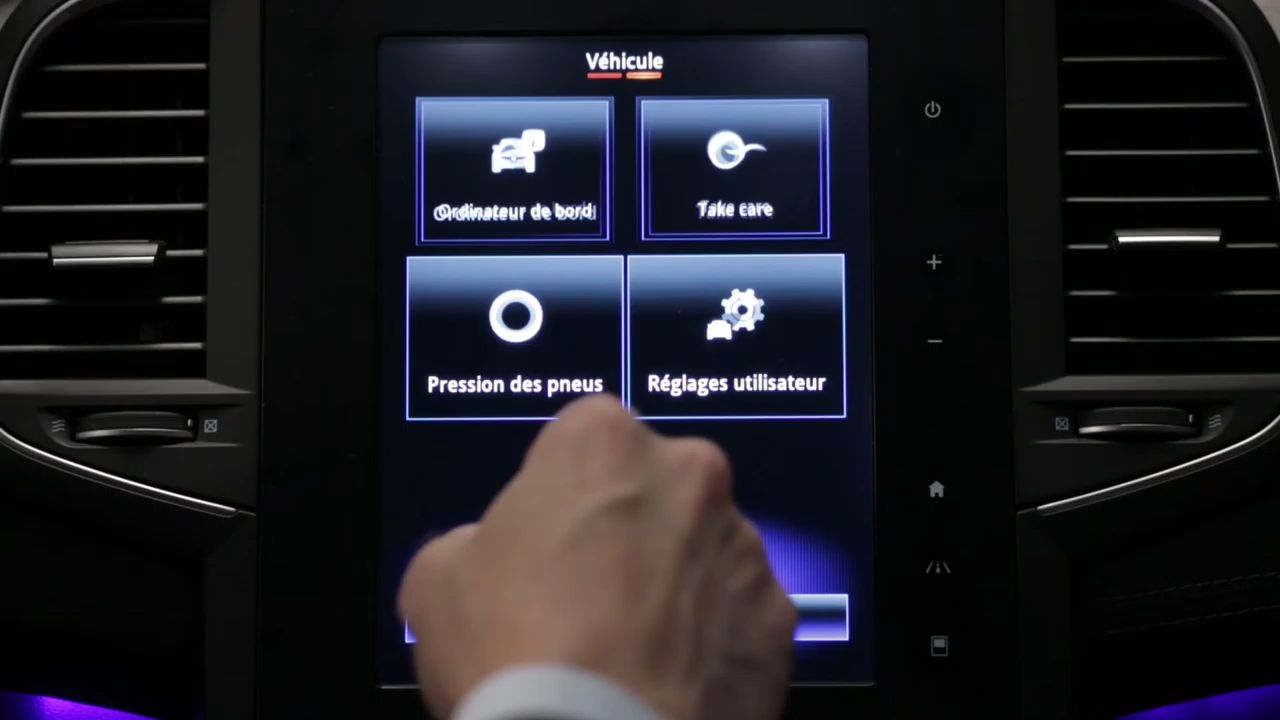 Véhicule
Ordinateur de bord
Take care
Pression des pneus
Réglages utilisateur